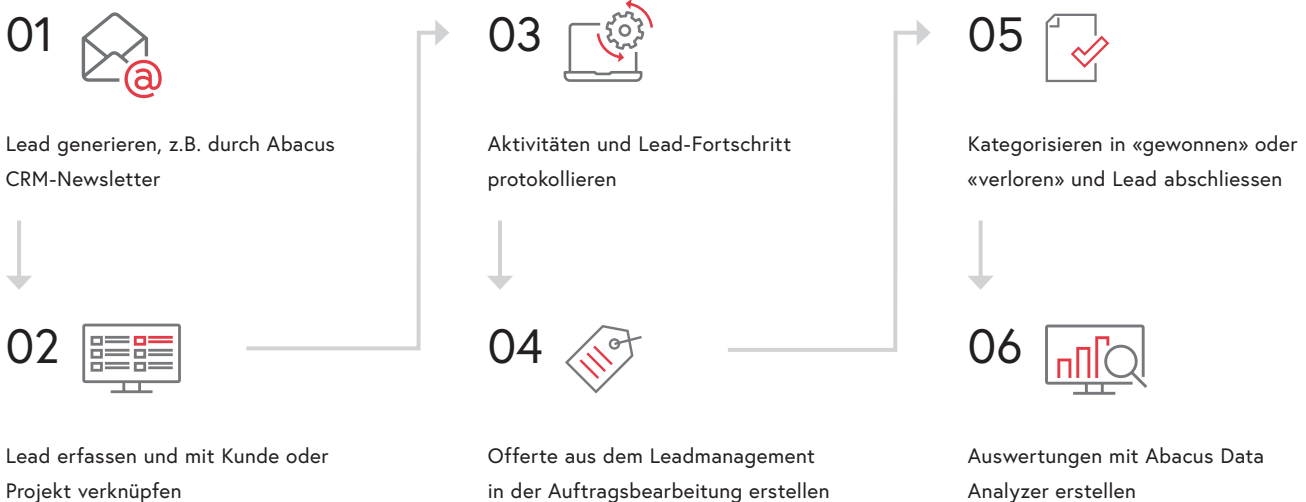 01
@
Lead generieren, z.B. durch Abacus
CRM-Newsletter
02
Lead erfassen und mit Kunde oder
Projekt verknüpfen
03
Aktivitäten und Lead-Fortschritt
protokollieren
04
Offerte aus dem Leadmanagement
in der Auftragsbearbeitung erstellen
05
Kategorisieren in «gewonnen» oder
«verloren» und Lead abschliessen
06
Auswertungen mit Abacus Data
Analyzer erstellen